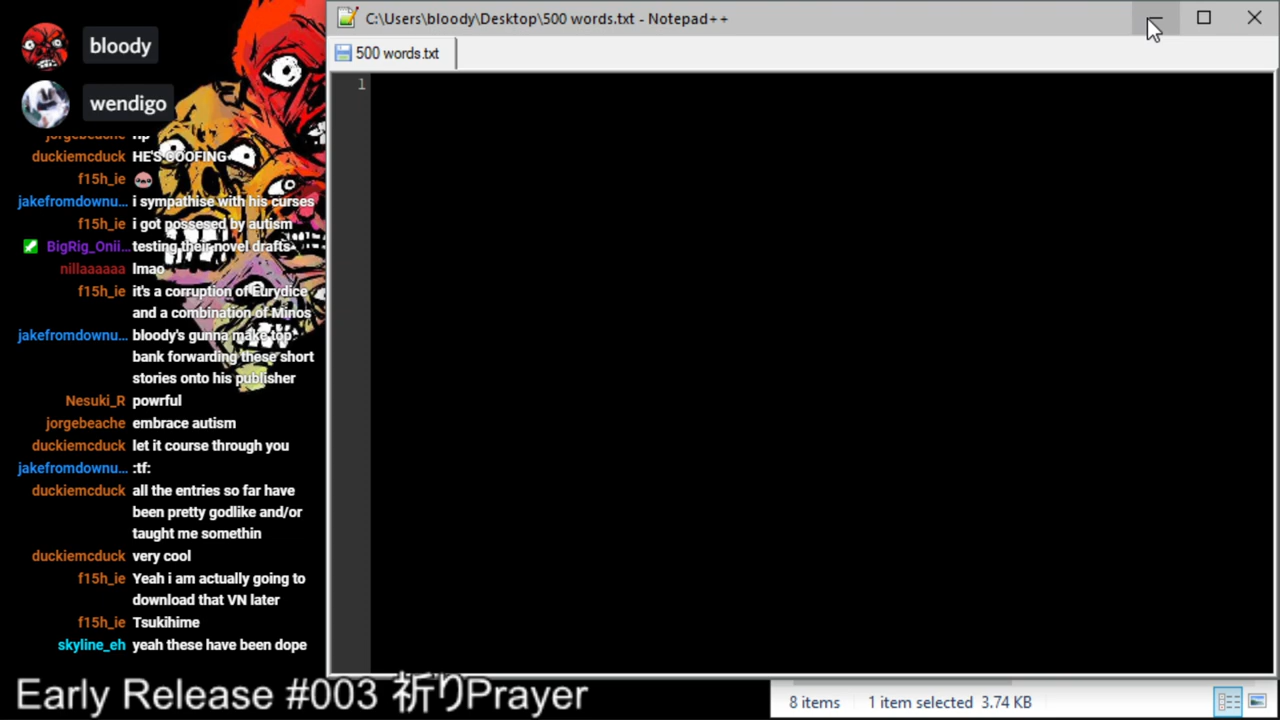 C:\Users\bloody\Desktop\500 words.txt - Notepad++
500 words.txt
1
bloody
wendigo
jorgebeache np
duckiemcduck HE'S GOOFING
f15h_ie
jakefromdownu... i sympathise with his curses
f15h_ie i got possesed by autism
BigRig_Onii... testing their novel drafts
nillaaaaaa lmao
f15h_ie it's a corruption of Eurydice
and a combination of Minos
jakefromdownu... bloody's gunna make top
bank forwarding these short
stories onto his publisher
Nesuki_R powrful
jorgebeache embrace autism
duckiemcduck let it course through you
jakefromdownu... :tf:
duckiemcduck all the entries so far have
been pretty godlike and/or
taught me somethin
duckiemcduck very cool
f15h_ie Yeah i am actually going to
download that VN later
f15h_ie Tsukihime
skyline_eh yeah these have been dope
Early Release #003 祈りPrayer
8 items 1 item selected 3.74 KB